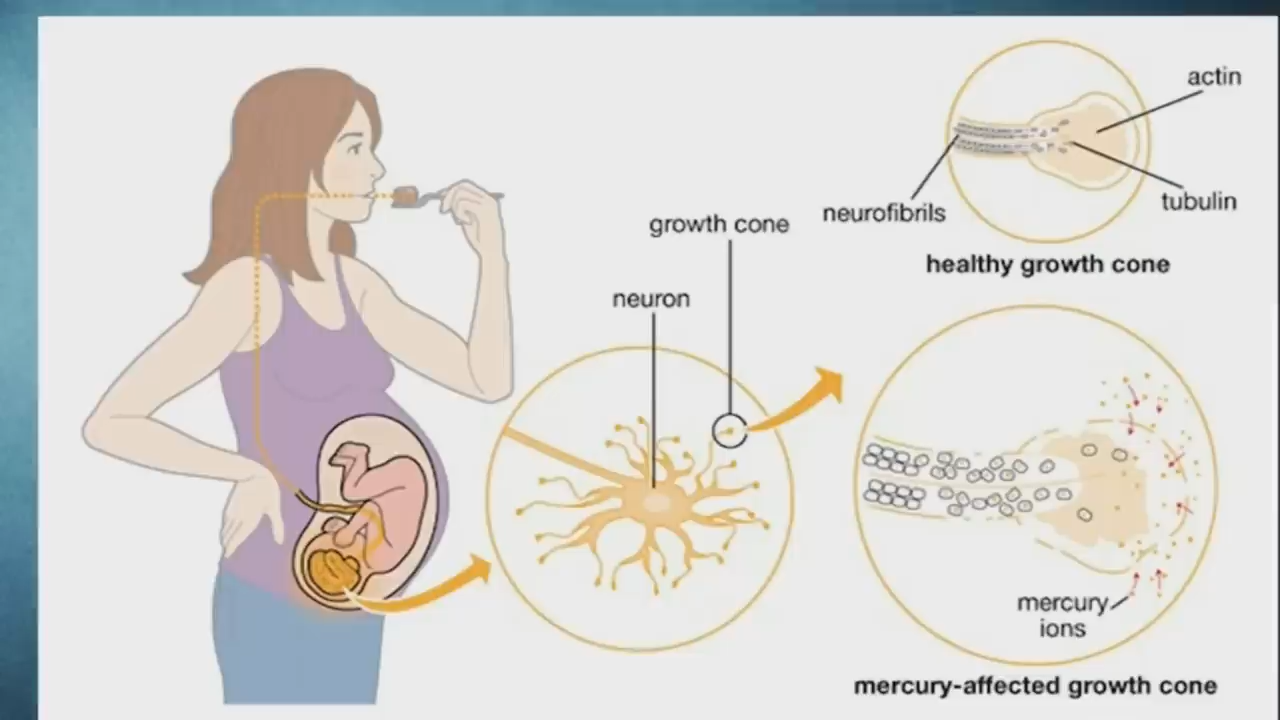 actin
neurofibrils
tubulin
healthy growth cone
growth cone
neuron
mercury
ions
mercury-affected growth cone